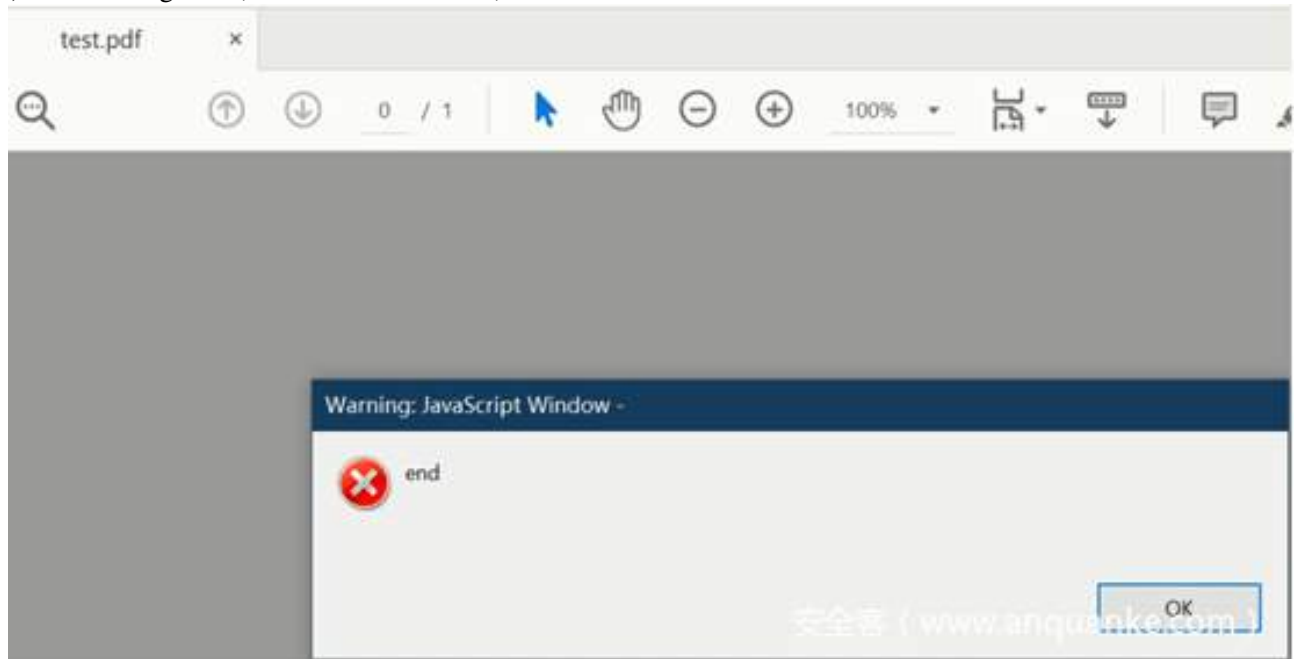 test.pdf ×
0 / 1 100%
Warning: JavaScript Window -
end
OK
安全客 ( www.anquanke.com )